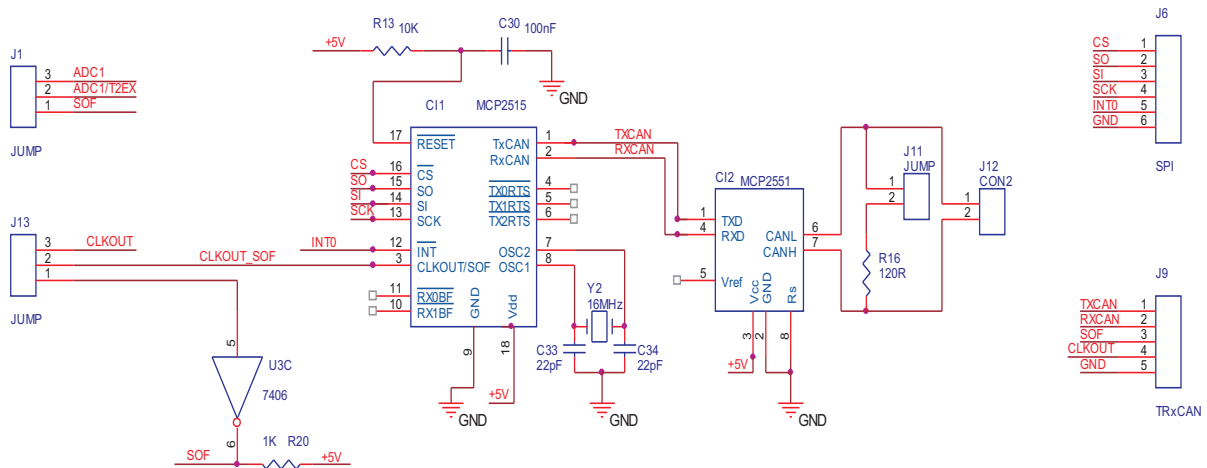 R13 10K
+5V
C30
100nF
GND
J1
3 ADC1
2 ADC1/T2EX
1 SOF
JUMP
J6
CS 1
SO 2
SI 3
SCK 4
INT0 5
GND 6
SPI
CI1 MCP2515
17 RESET
CS 16 CS
SO 15 SO
SI 14 SI
SCK 13 SCK
INT0 12 INT
CLKOUT_SOF 3 CLKOUT/SOF
11 RX0BF
10 RX1BF
TxCAN 1 TXCAN
RxCAN 2 RXCAN
TX0RTS 4
TX1RTS 5
TX2RTS 6
OSC2 7
OSC1 8
GND 9
Vdd 18
GND
+5V
J13
3 CLKOUT
2
1
JUMP
5
U3C
7406
6
SOF
1K R20
+5V
Y2
16MHz
C33
22pF
C34
22pF
GND
CI2 MCP2551
1 TXD
4 RXD
5 Vref
CANL 6
CANH 7
Vcc 3
GND 2
Rs 8
+5V
GND
J11
JUMP
1
2
R16
120R
J12
CON2
1
2
J9
TXCAN 1
RXCAN 2
SOF 3
CLKOUT 4
GND 5
TRxCAN